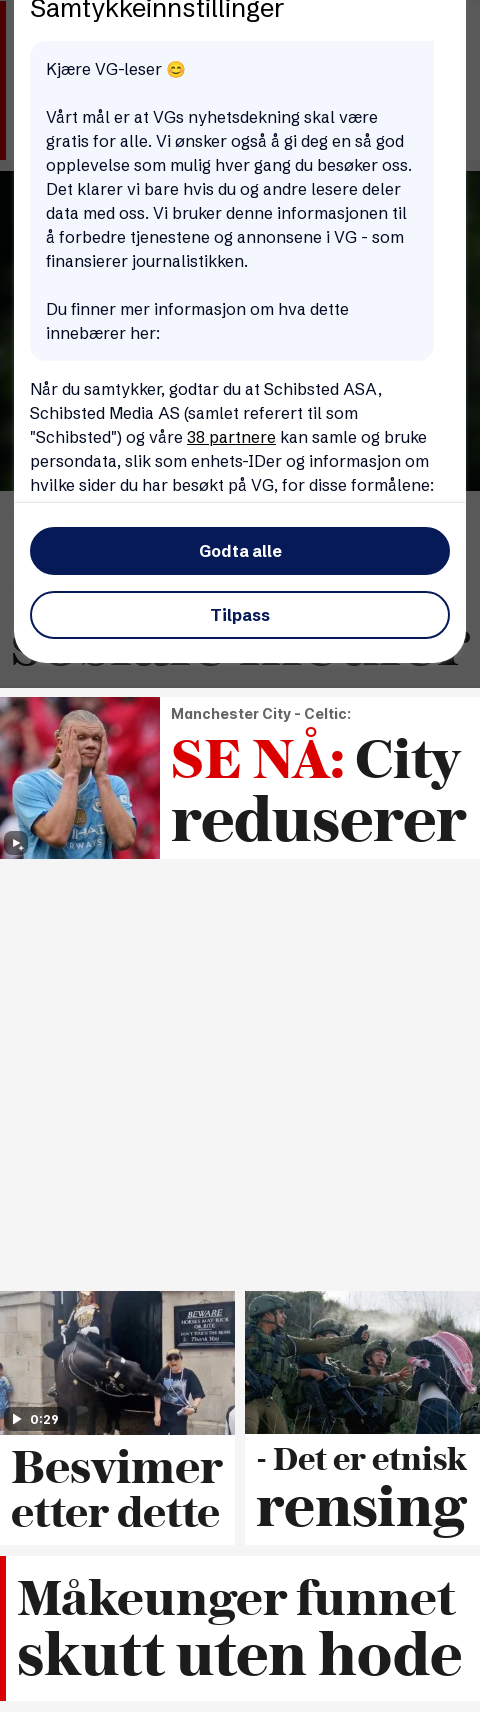 Samtykkeinnstillinger
Kjære VG-leser 😊
Vårt mål er at VGs nyhetsdekning skal være
gratis for alle. Vi ønsker også å gi deg en så god
opplevelse som mulig hver gang du besøker oss.
Det klarer vi bare hvis du og andre lesere deler
data med oss. Vi bruker denne informasjonen til
å forbedre tjenestene og annonsene i VG - som
finansierer journalistikken.
Du finner mer informasjon om hva dette
innebærer her:
Når du samtykker, godtar du at Schibsted ASA,
Schibsted Media AS (samlet referert til som
"Schibsted") og våre 38 partnere kan samle og bruke
persondata, slik som enhets-IDer og informasjon om
hvilke sider du har besøkt på VG, for disse formålene:
Godta alle
Tilpass
Manchester City - Celtic:
SE NÅ: City
reduserer
BEWARE
HORSES MAY KICK
OR BITE
DON'T TOUCH THE REINS
Thank You
0:29
Besvimer
etter dette
- Det er etnisk
rensing
Måkeunger funnet
skutt uten hode